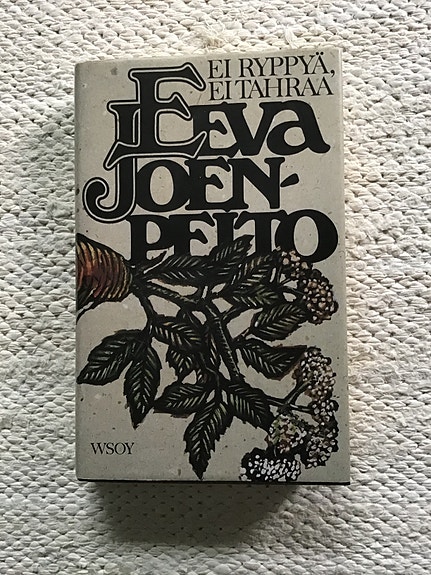 EI RYPPYÄ,
EI TAHRAA
EEVA
JOEN-
PELTO
WSOY